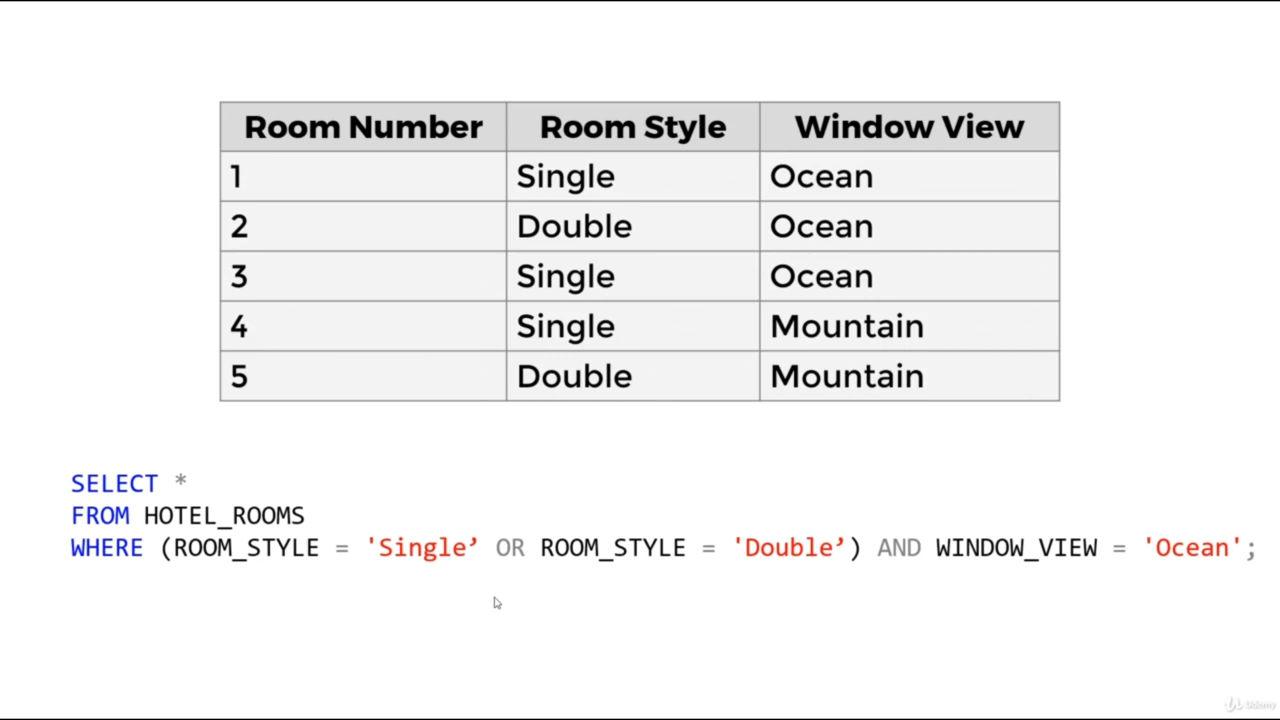 Room Number Room Style Window View
1 Single Ocean
2 Double Ocean
3 Single Ocean
4 Single Mountain
5 Double Mountain
SELECT *
FROM HOTEL_ROOMS
WHERE (ROOM_STYLE = 'Single’ OR ROOM_STYLE = 'Double’) AND WINDOW_VIEW = 'Ocean';
Udemy